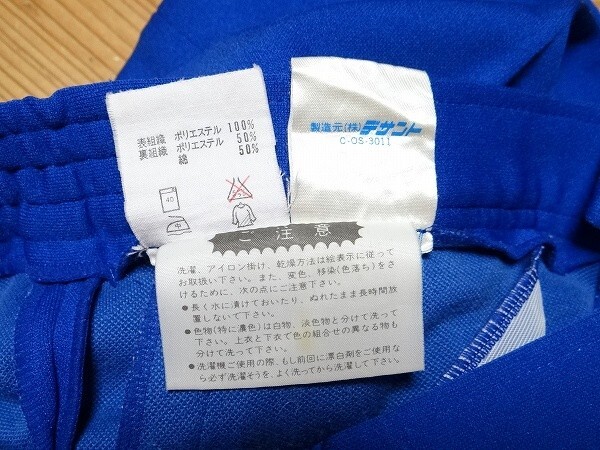 表組織 ポリエステル 100%
裏組織 ポリエステル 50%
綿 50%
40
中
エンソサラシ
製造元(株)デサント
C-OS-3011
ご注意
洗濯、アイロン掛け、乾燥方法は絵表示に従って
お取扱い下さい。また、変色、移染(色落ち)をさ
けるために、次の点にご注意下さい。
●長く水に漬けておいたり、ぬれたまま長時間放
置しないで下さい。
●色物(特に濃色)は白物、淡色物と分けて洗って
下さい。上衣と下衣で色の組合せの異なる物も
分けて洗って下さい。
●洗濯機ご使用の際、もし前回に漂白剤をご使用な
ら必ず洗濯そうを、よく洗ってから洗濯して下さい。